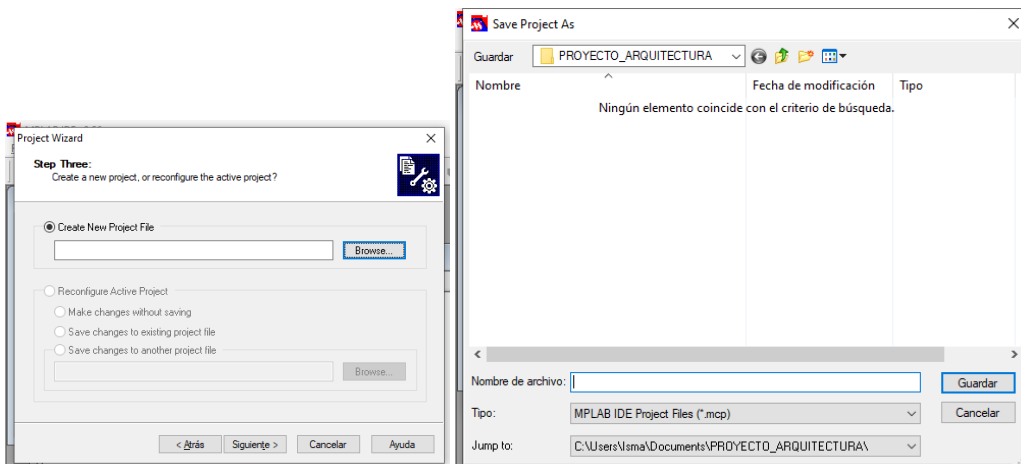 Project Wizard
Step Three:
Create a new project, or reconfigure the active project?
Create New Project File
Browse...
Reconfigure Active Project
Make changes without saving
Save changes to existing project file
Save changes to another project file
Browse...
< Atrás
Siguiente >
Cancelar
Ayuda
Save Project As
Guardar
PROYECTO_ARQUITECTURA
Nombre
Fecha de modificación
Tipo
Ningún elemento coincide con el criterio de búsqueda.
Nombre de archivo:
Guardar
Tipo:
MPLAB IDE Project Files (*.mcp)
Cancelar
Jump to:
C:\Users\Isma\Documents\PROYECTO_ARQUITECTURA\